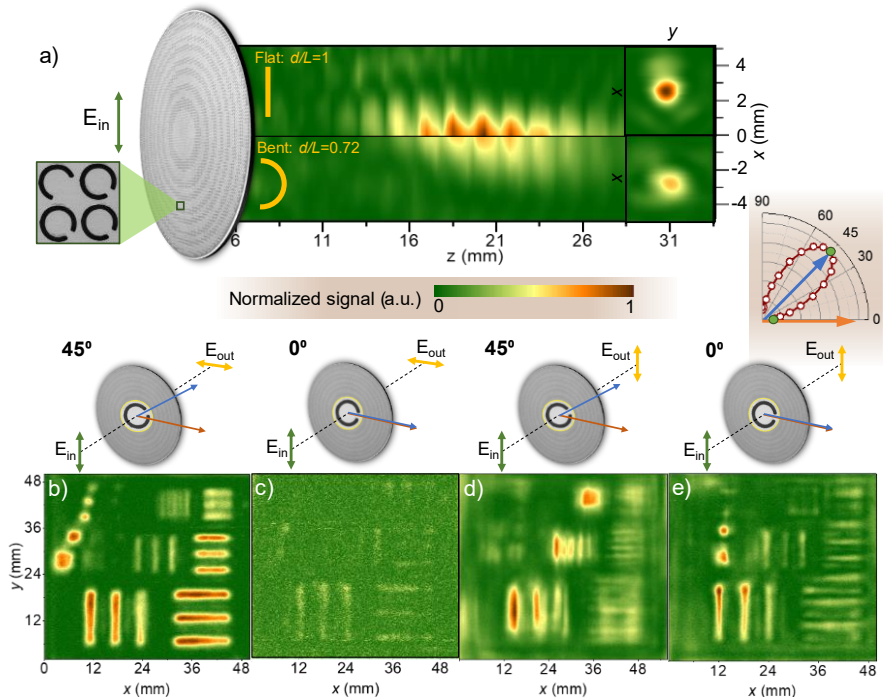 a)
Flat: d/L=1
Bent: d/L=0.72
E_in
y
x
x
4
2
0
-2
-4
x (mm)
6 11 16 21 26 31
z (mm)
90
60
45
30
0
Normalized signal (a.u.)
0 1
45º 0º 45º 0º
E_out E_out E_out E_out
E_in E_in E_in E_in
b) c) d) e)
48
36
24
12
y (mm)
0 12 24 36 48 12 24 36 48 12 24 36 48 12 24 36 48
x (mm) x (mm) x (mm) x (mm)